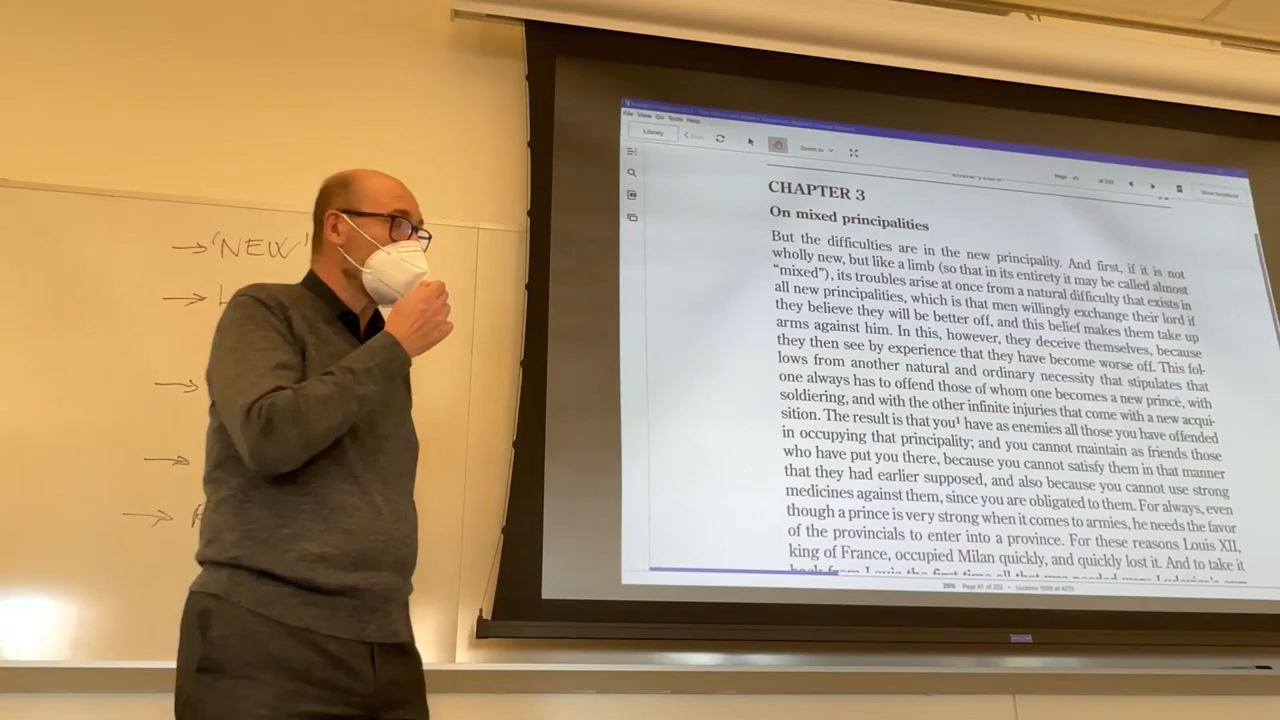 → 'NEW'
File View Go Tools Help
Library
Zoom in
Page 41 of 202
CHAPTER 3
On mixed principalities
But the difficulties are in the new principality. And first, if it is not
wholly new, but like a limb (so that in its entirety it may be called almost
“mixed”), its troubles arise at once from a natural difficulty that exists in
all new principalities, which is that men willingly exchange their lord if
they believe they will be better off, and this belief makes them take up
arms against him. In this, however, they deceive themselves, because
they then see by experience that they have become worse off. This fol-
lows from another natural and ordinary necessity that stipulates that
one always has to offend those of whom one becomes a new prince, with
soldiering, and with the other infinite injuries that come with a new acqui-
sition. The result is that you¹ have as enemies all those you have offended
in occupying that principality; and you cannot maintain as friends those
who have put you there, because you cannot satisfy them in that manner
that they had earlier supposed, and also because you cannot use strong
medicines against them, since you are obligated to them. For always, even
though a prince is very strong when it comes to armies, he needs the favor
of the provincials to enter into a province. For these reasons Louis XII,
king of France, occupied Milan quickly, and quickly lost it. And to take it